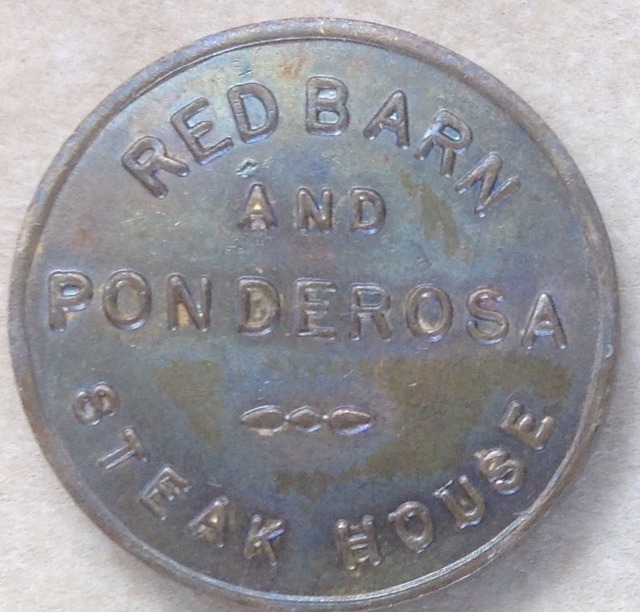 RED BARN
AND
PONDEROSA
STEAK HOUSE